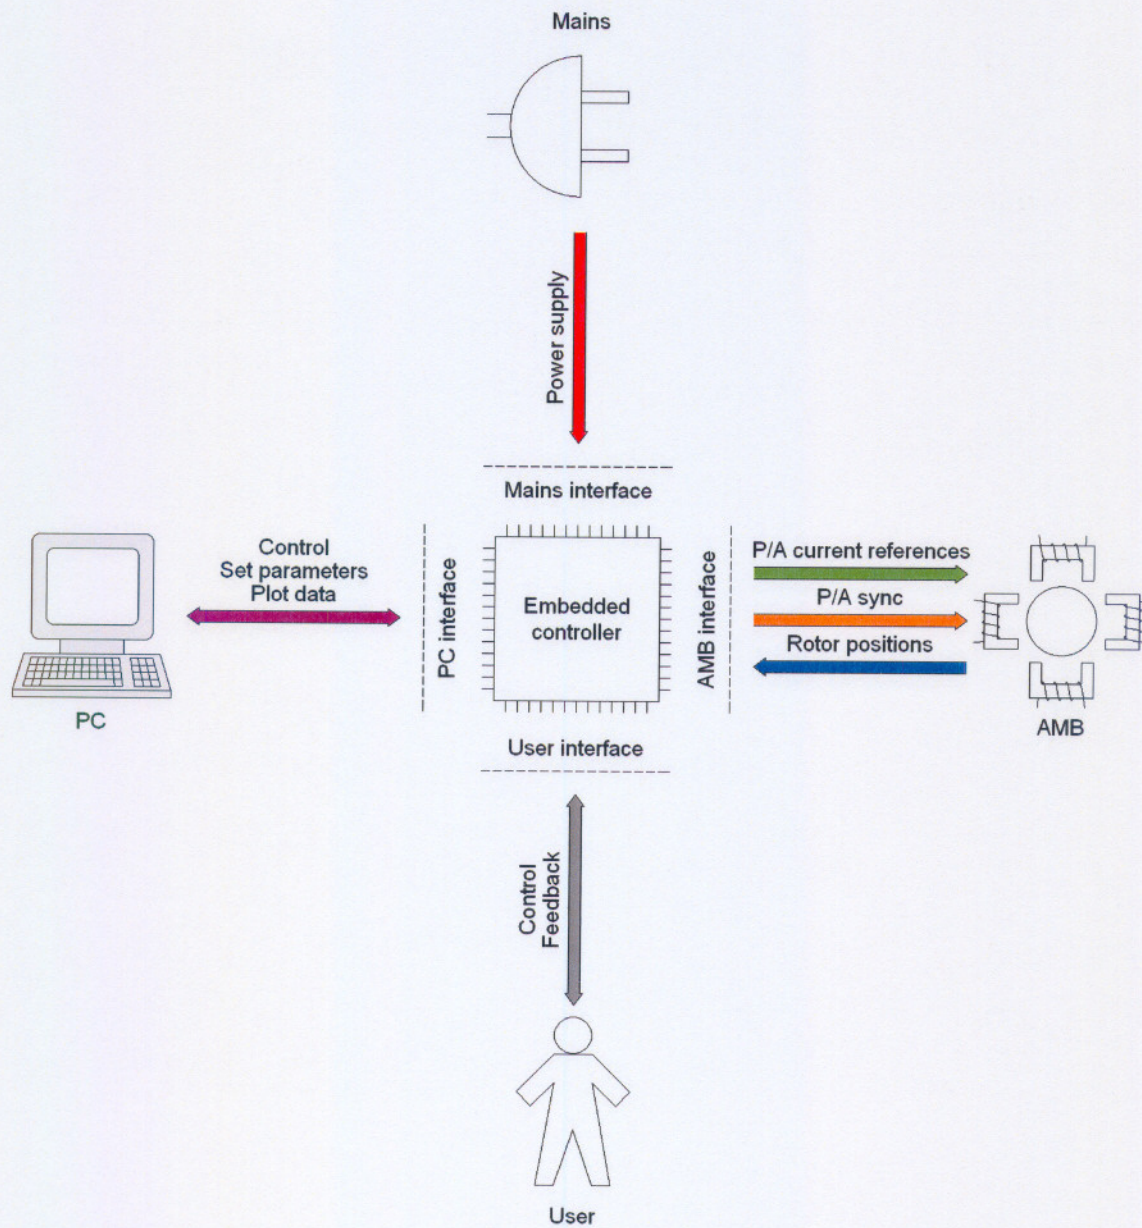 Mains
Power supply
Mains interface
Control
Set parameters
Plot data
PC interface
Embedded
controller
AMB interface
P/A current references
P/A sync
Rotor positions
PC
AMB
User interface
Control
Feedback
User